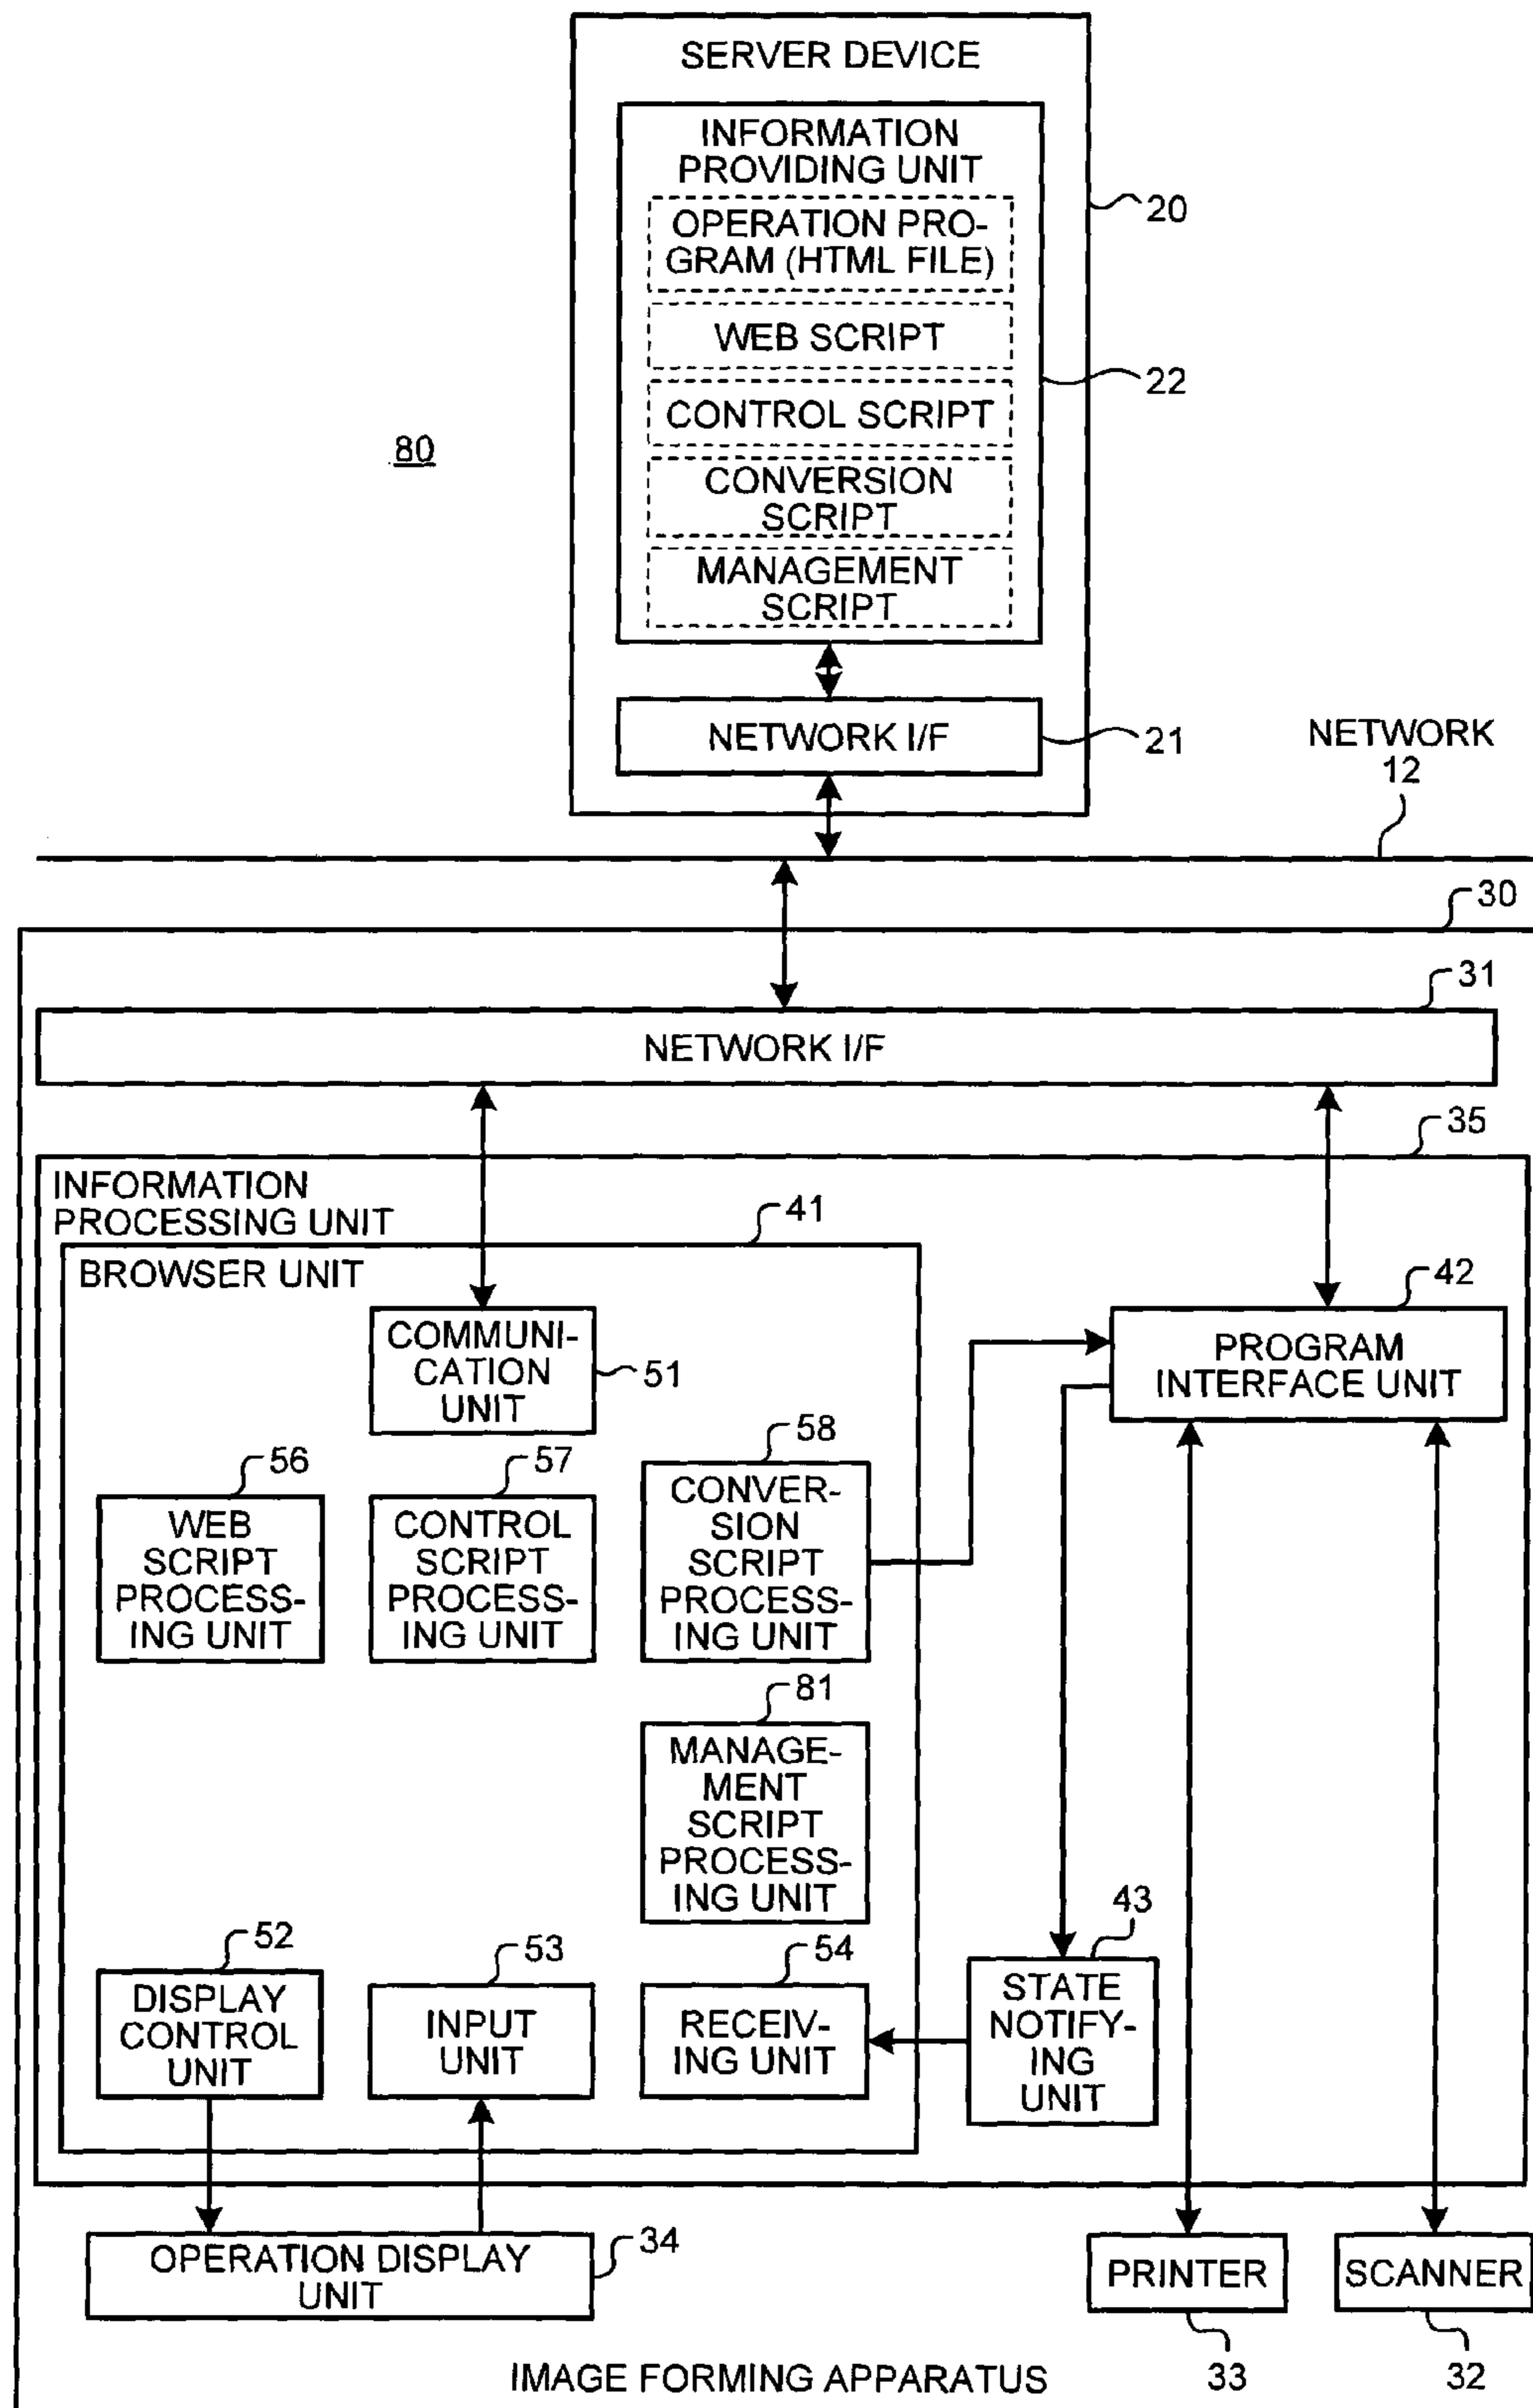 SERVER DEVICE
INFORMATION
PROVIDING UNIT
OPERATION PRO-
GRAM (HTML FILE)
20
WEB SCRIPT
22
CONTROL SCRIPT
80
CONVERSION
SCRIPT
MANAGEMENT
SCRIPT
NETWORK I/F
21
NETWORK
12
30
31
NETWORK I/F
35
INFORMATION
PROCESSING UNIT
41
BROWSER UNIT
42
COMMUNI-
CATION
UNIT
51
PROGRAM
INTERFACE UNIT
56
WEB
SCRIPT
PROCESS-
ING UNIT
57
CONTROL
SCRIPT
PROCESS-
ING UNIT
58
CONVER-
SION
SCRIPT
PROCESS-
ING UNIT
81
MANAGE-
MENT
SCRIPT
PROCESS-
ING UNIT
52
DISPLAY
CONTROL
UNIT
53
INPUT
UNIT
54
RECEIV-
ING UNIT
43
STATE
NOTIFY-
ING
UNIT
34
OPERATION DISPLAY
UNIT
PRINTER
SCANNER
33
32
IMAGE FORMING APPARATUS